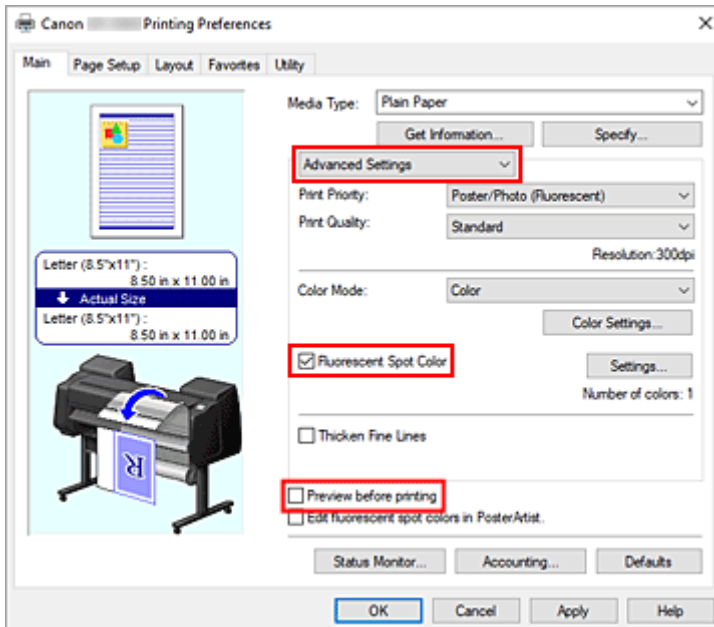 Canon Printing Preferences
Main Page Setup Layout Favorites Utility
Media Type: Plain Paper
Get Information... Specify...
Advanced Settings
Print Priority: Poster/Photo (Fluorescent)
Print Quality: Standard
Resolution:300dpi
Letter (8.5"x11") :
8.50 in x 11.00 in
Actual Size
Letter (8.5"x11") :
8.50 in x 11.00 in
Color Mode: Color
Color Settings...
Fluorescent Spot Color Settings...
Number of colors: 1
Thicken Fine Lines
R
Preview before printing
Edit fluorescent spot colors in PosterArtist.
Status Monitor... Accounting... Defaults
OK Cancel Apply Help